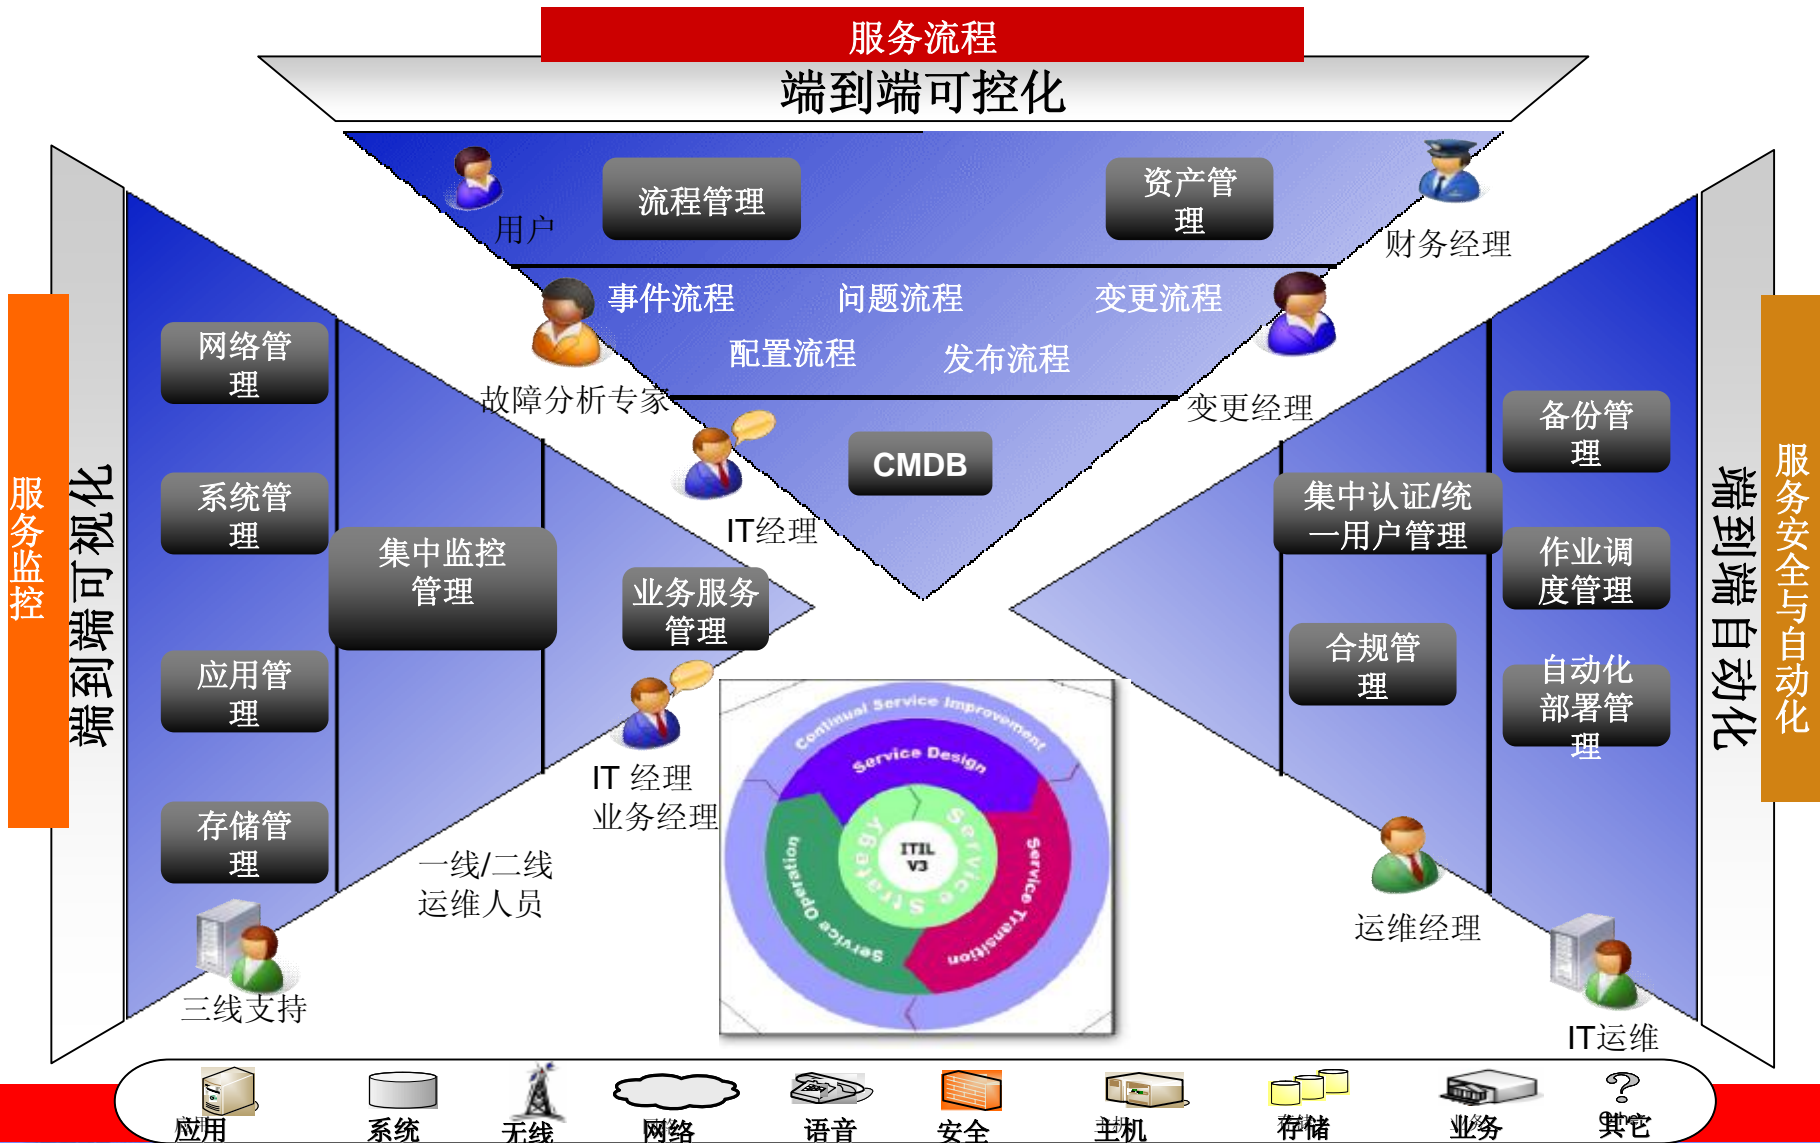 服务流程
端到端可控化
流程管理
资产管
理
用户
财务经理
事件流程
问题流程
变更流程
配置流程
发布流程
故障分析专家
变更经理
CMDB
IT经理
服务监控
端到端可视化
网络管
理
系统管
理
集中监控
管理
业务服务
管理
应用管
理
存储管
理
IT 经理
业务经理
一线/二线
运维人员
三线支持
服务安全与自动化
端到端自动化
备份管
理
集中认证/统
一用户管理
作业调
度管理
合规管
理
自动化
部署管
理
运维经理
IT运维
Continual Service Improvement
Service Design
Service Strategy
ITIL
V3
Service Operation
Service Transition
应用
系统
无线
网络
语音
安全
主机
存储
业务
其它